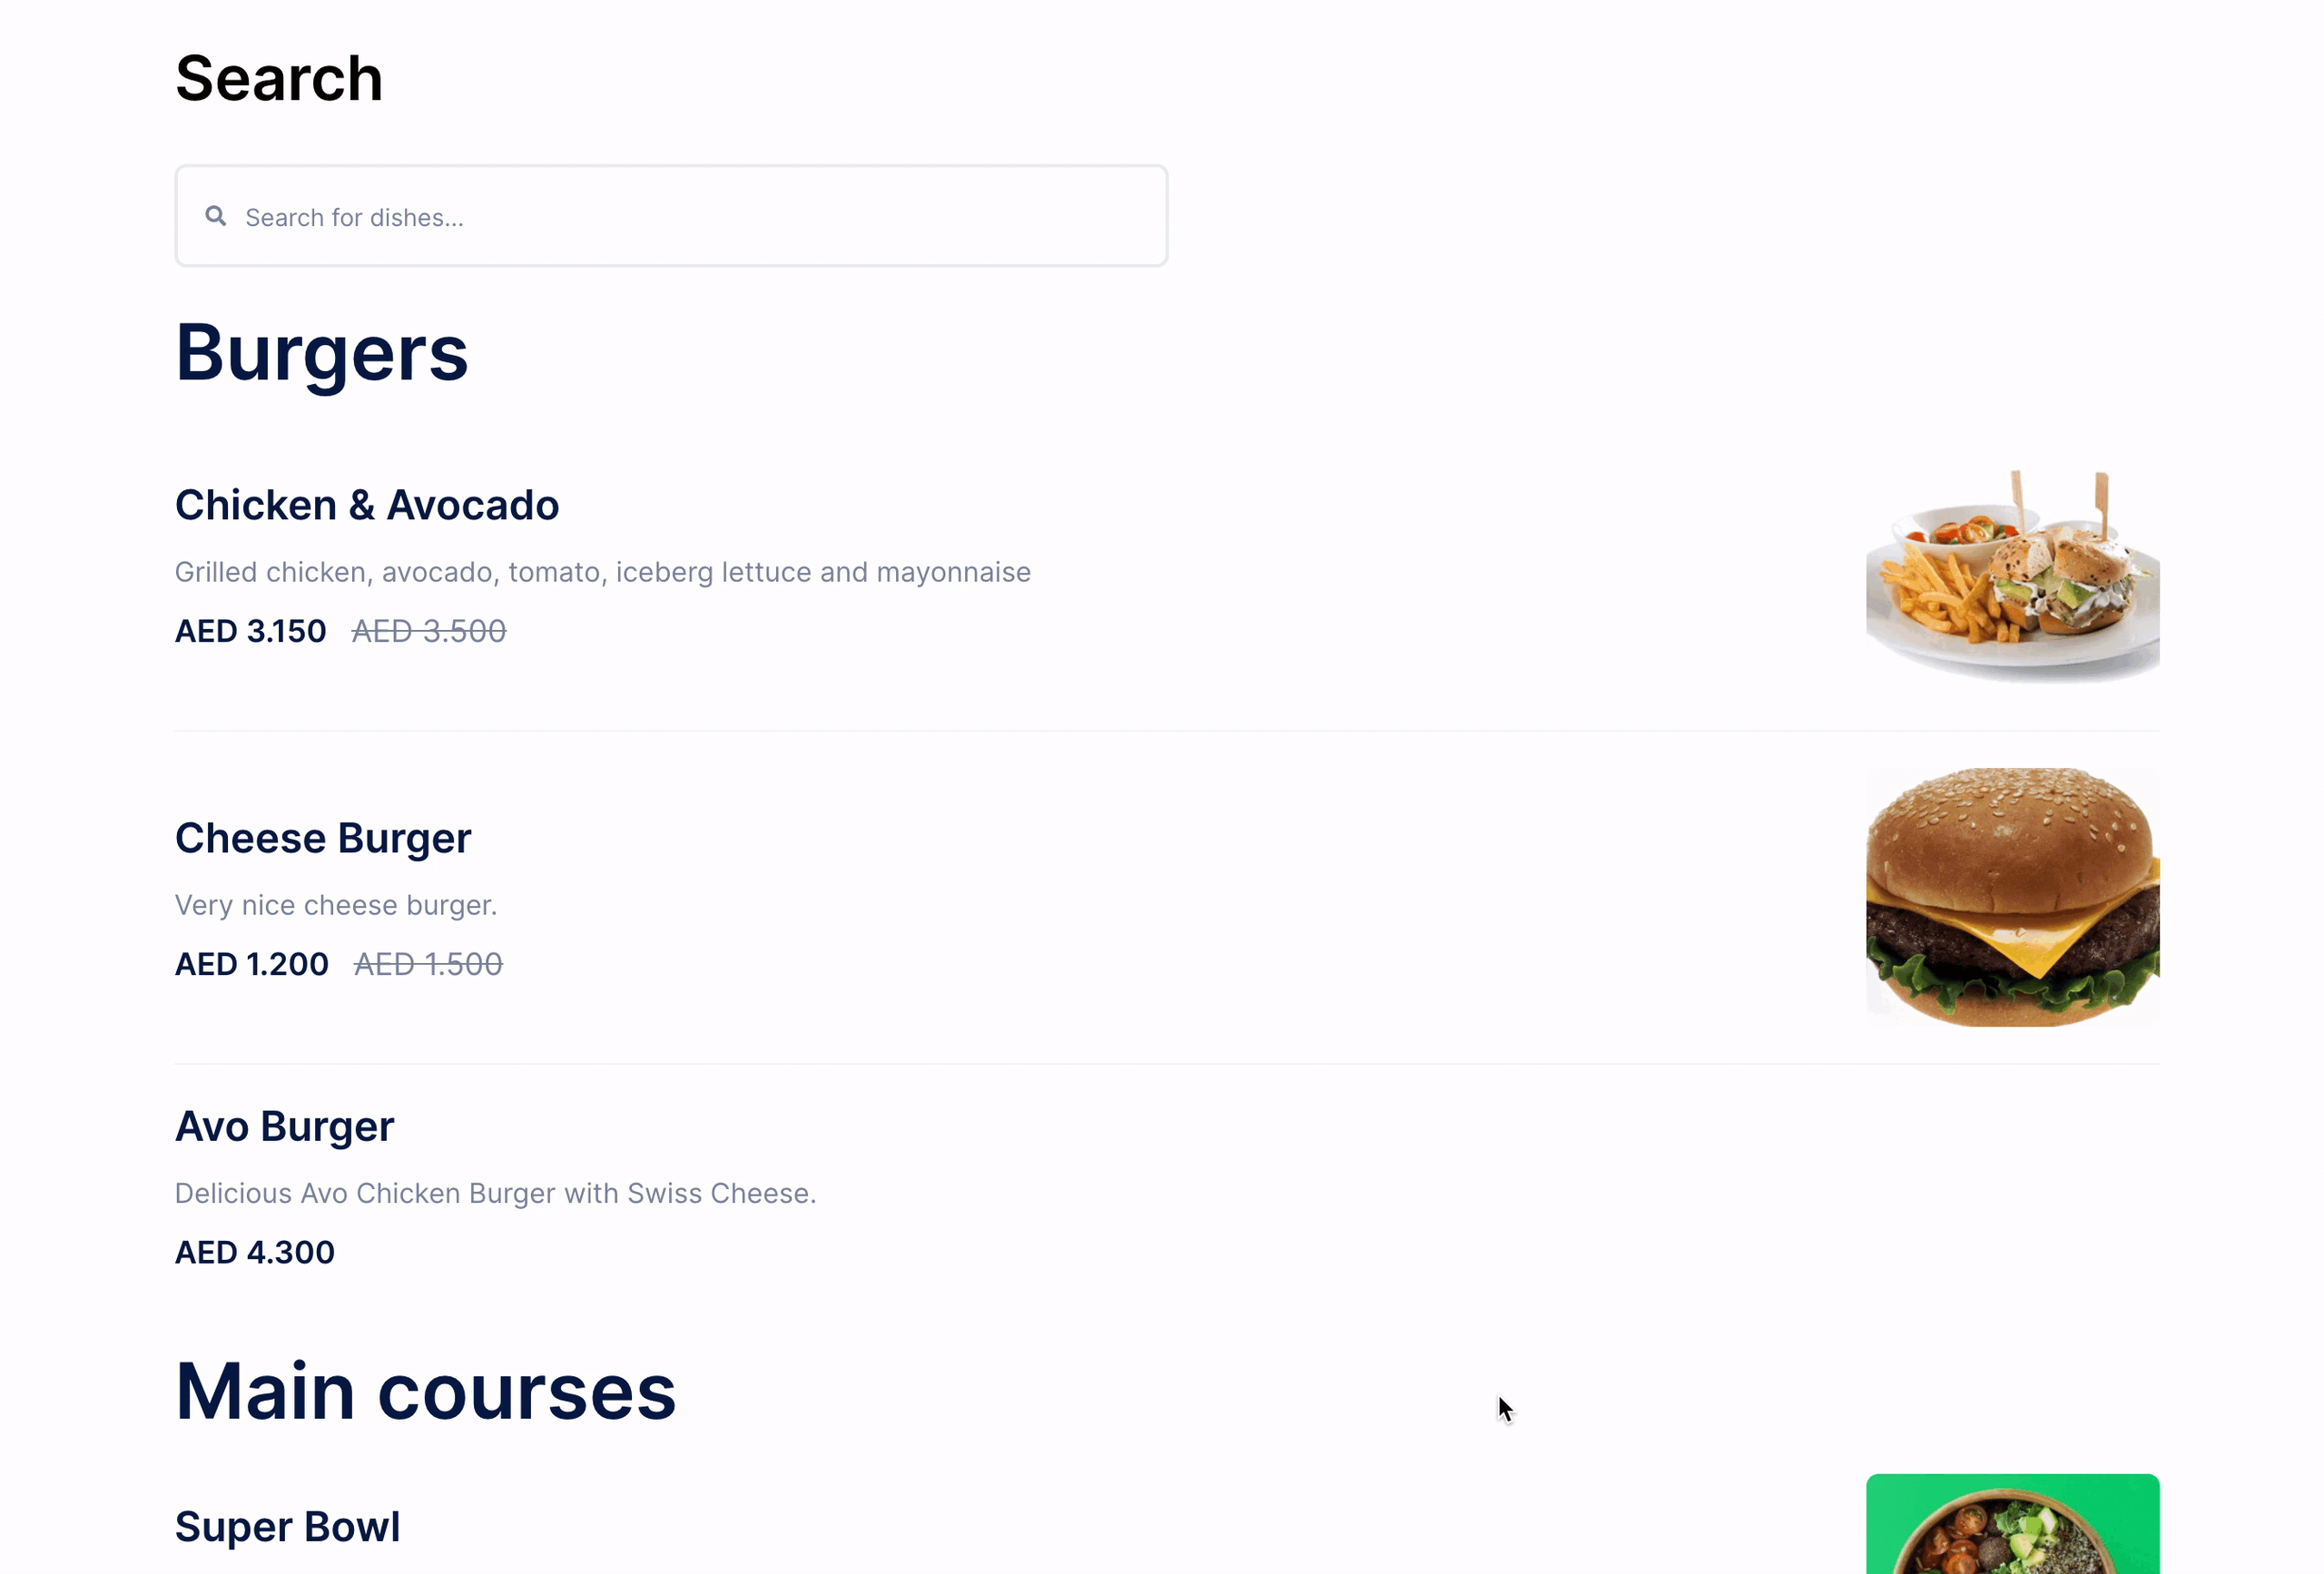 Search
Search for dishes...
Burgers
Chicken & Avocado
Grilled chicken, avocado, tomato, iceberg lettuce and mayonnaise
AED 3.150 AED 3.500
Cheese Burger
Very nice cheese burger.
AED 1.200 AED 1.500
Avo Burger
Delicious Avo Chicken Burger with Swiss Cheese.
AED 4.300
Main courses
Super Bowl